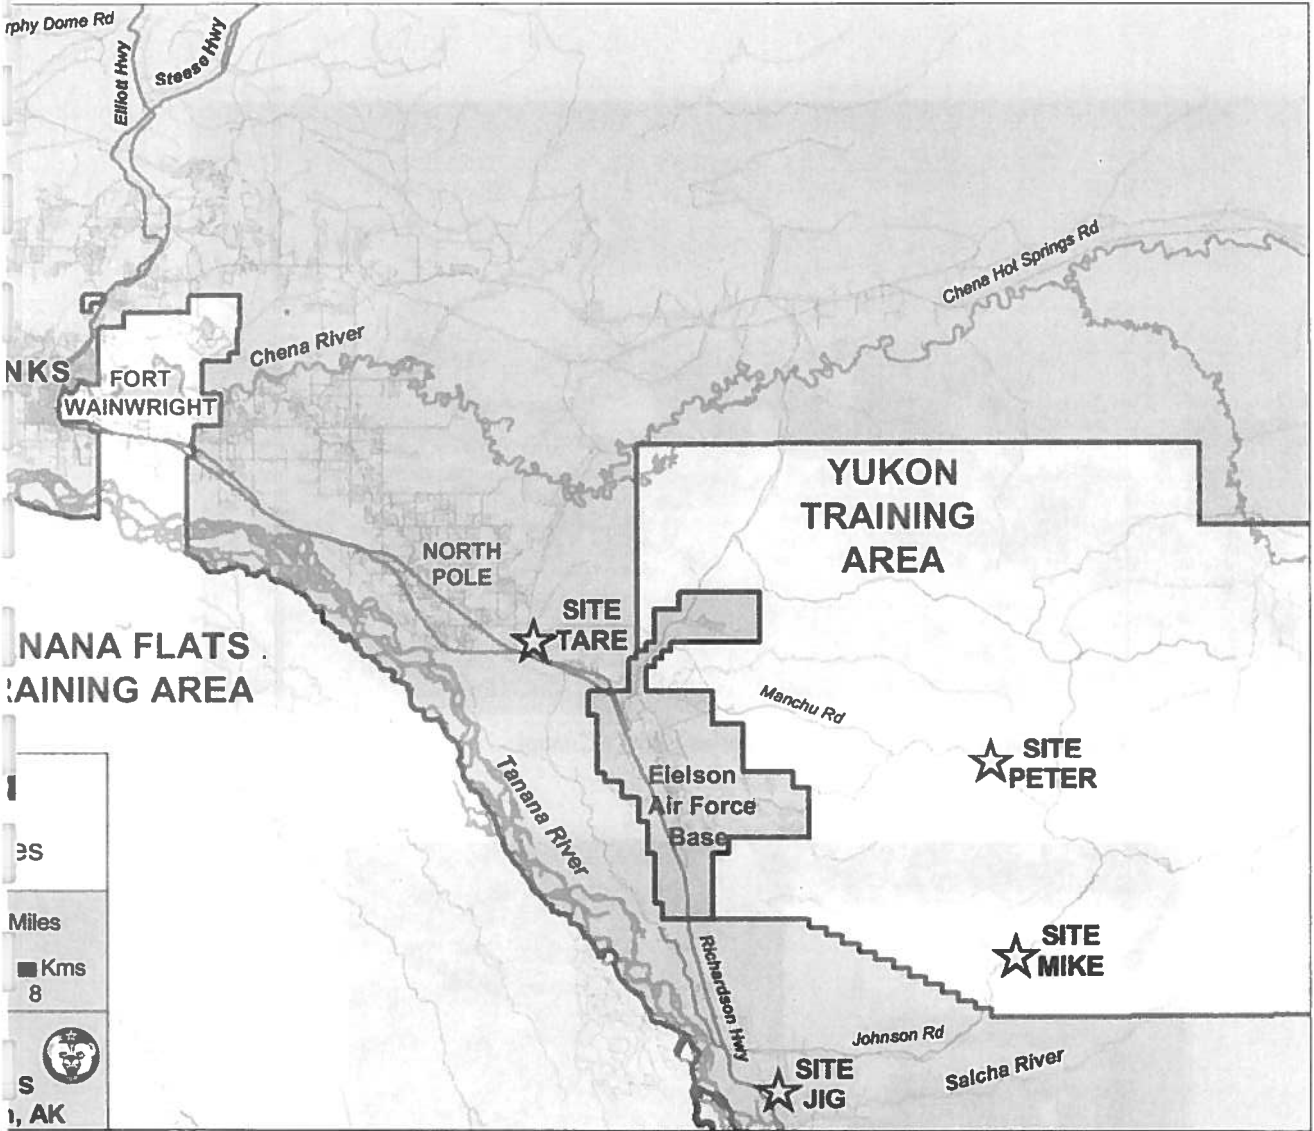 rphy Dome Rd
Elliott Hwy
Steese Hwy
Chena Hot Springs Rd
Chena River
NKS
FORT
WAINWRIGHT
YUKON
TRAINING
AREA
NORTH
POLE
SITE
TARE
NANA FLATS
RAINING AREA
Manchu Rd
SITE
PETER
Eielson
Air Force
Base
Tanana River
es
Miles
Kms
8
SITE
MIKE
Richardson Hwy
Johnson Rd
Salcha River
SITE
JIG
S
, AK